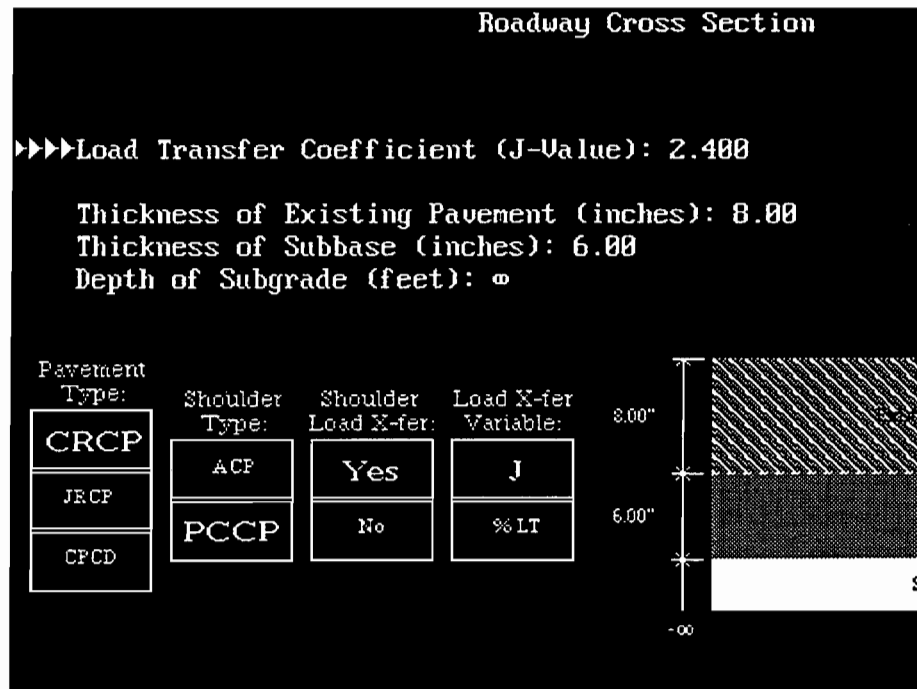 Roadway Cross Section
Load Transfer Coefficient (J-Value): 2.400
Thickness of Existing Pavement (inches): 8.00
Thickness of Subbase (inches): 6.00
Depth of Subgrade (feet): ∞
Pavement
Type:
CRCP
JRCP
CPCD
Shoulder
Type:
ACP
PCCP
Shoulder
Load X-fer:
Yes
No
Load X-fer
Variable:
J
%LT
8.00"
6.00"
-∞
S